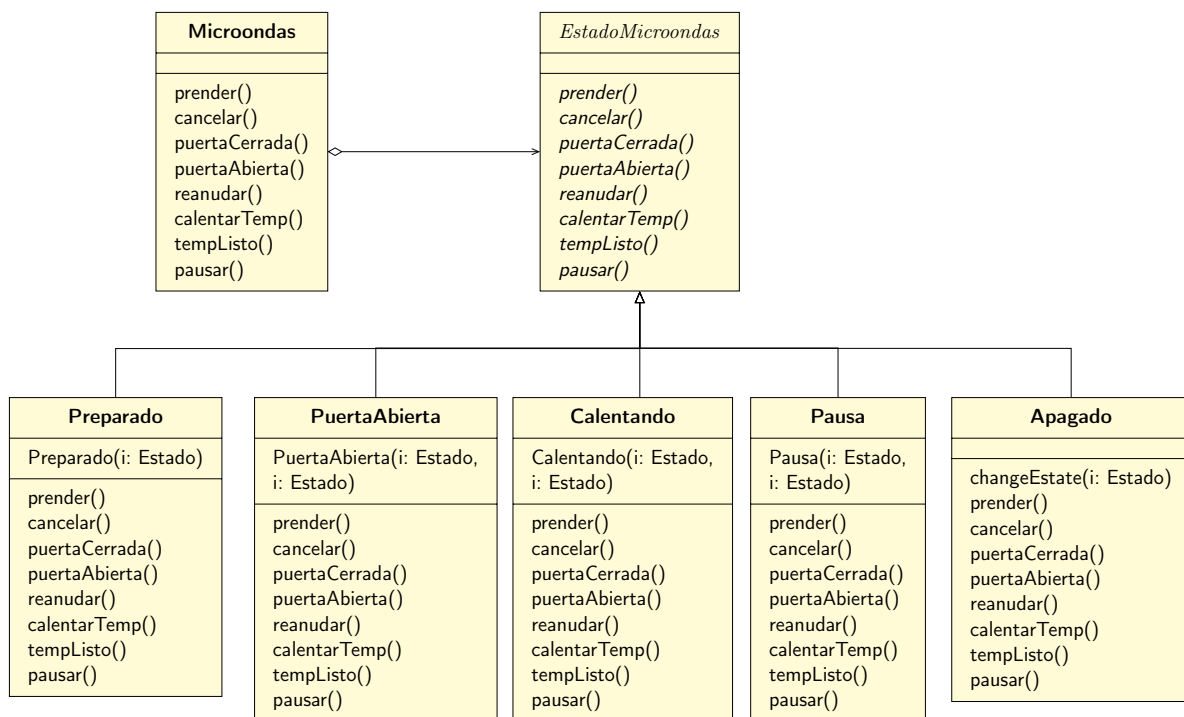 Microondas
prender()
cancelar()
puertaCerrada()
puertaAbierta()
reanudar()
calentarTemp()
tempListo()
pausar()
EstadoMicroondas
prender()
cancelar()
puertaCerrada()
puertaAbierta()
reanudar()
calentarTemp()
tempListo()
pausar()
Preparado
Preparado(i: Estado)
prender()
cancelar()
puertaCerrada()
puertaAbierta()
reanudar()
calentarTemp()
tempListo()
pausar()
PuertaAbierta
PuertaAbierta(i: Estado,
i: Estado)
prender()
cancelar()
puertaCerrada()
puertaAbierta()
reanudar()
calentarTemp()
tempListo()
pausar()
Calentando
Calentando(i: Estado,
i: Estado)
prender()
cancelar()
puertaCerrada()
puertaAbierta()
reanudar()
calentarTemp()
tempListo()
pausar()
Pausa
Pausa(i: Estado,
i: Estado)
prender()
cancelar()
puertaCerrada()
puertaAbierta()
reanudar()
calentarTemp()
tempListo()
pausar()
Apagado
changeEstate(i: Estado)
prender()
cancelar()
puertaCerrada()
puertaAbierta()
reanudar()
calentarTemp()
tempListo()
pausar()